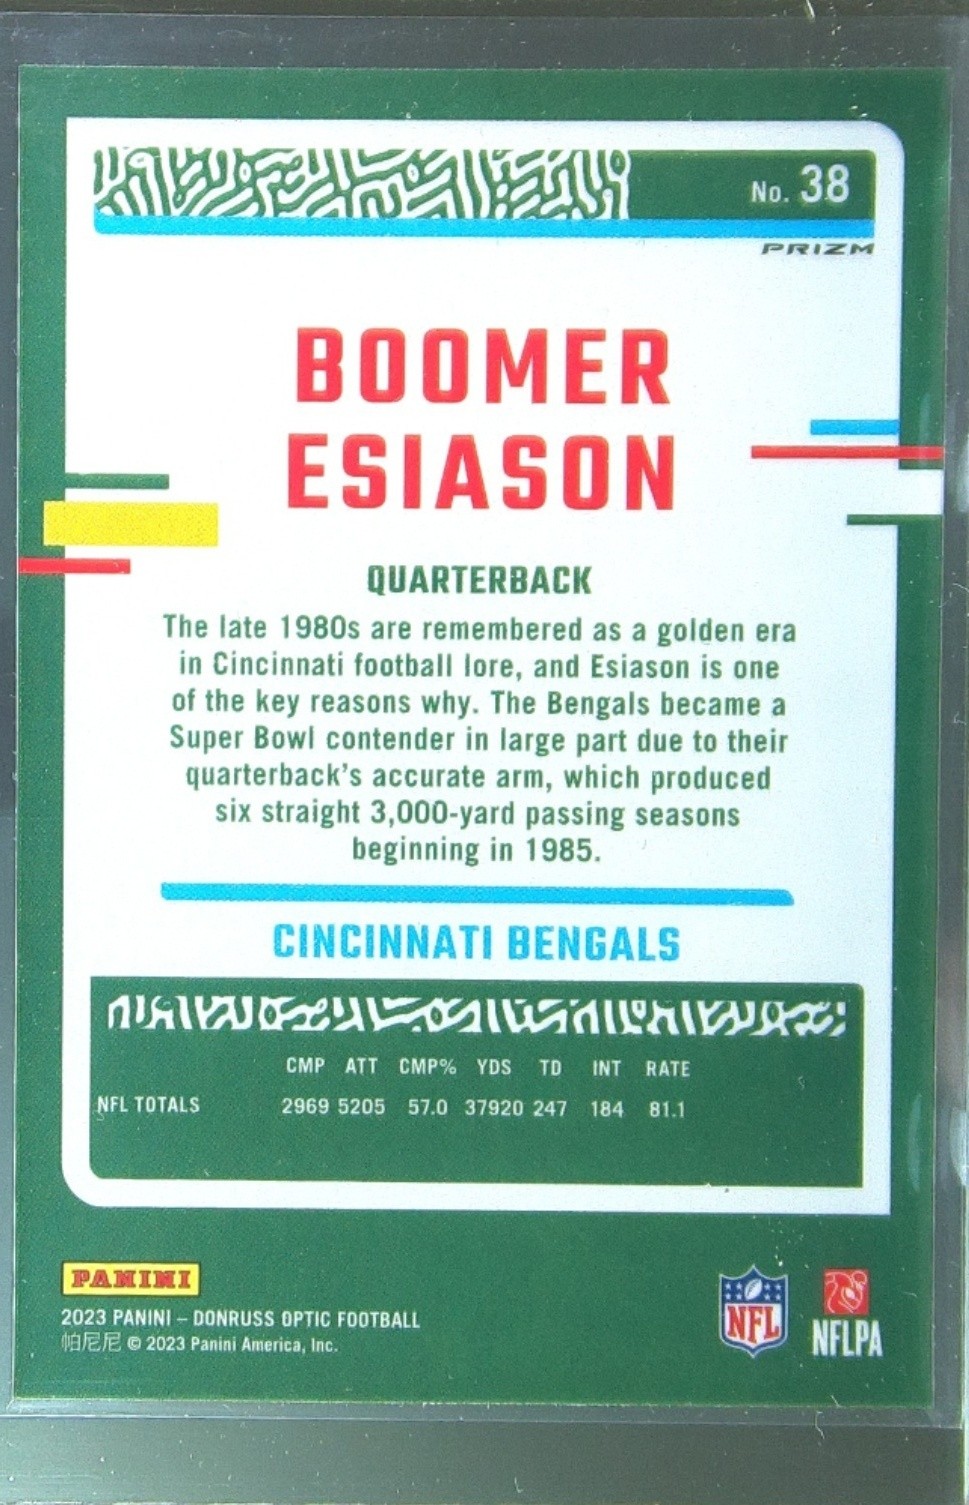 No. 38
PRIZM
BOOMER
ESIASON
QUARTERBACK
The late 1980s are remembered as a golden era
in Cincinnati football lore, and Esiason is one
of the key reasons why. The Bengals became a
Super Bowl contender in large part due to their
quarterback's accurate arm, which produced
six straight 3,000-yard passing seasons
beginning in 1985.
CINCINNATI BENGALS
CMP ATT CMP% YDS TD INT RATE
NFL TOTALS 2969 5205 57.0 37920 247 184 81.1
PANINI
2023 PANINI – DONRUSS OPTIC FOOTBALL
帕尼尼 © 2023 Panini America, Inc.
NFL
NFLPA